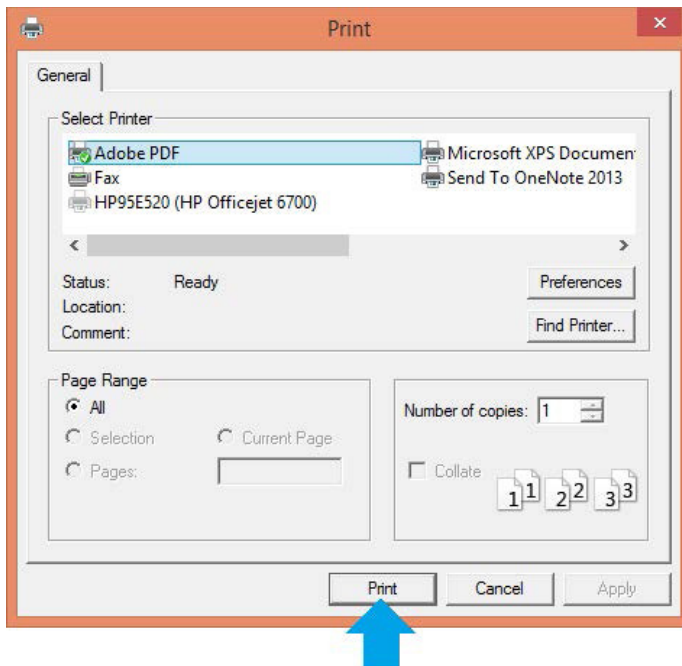 Print
General
Select Printer
Adobe PDF
Microsoft XPS Documen
Fax
Send To OneNote 2013
HP95E520 (HP Officejet 6700)
Status: Ready
Preferences
Location:
Comment:
Find Printer...
Page Range
All
Selection
Current Page
Pages:
Number of copies: 1
Collate
1 1 2 2 3 3
Print
Cancel
Apply